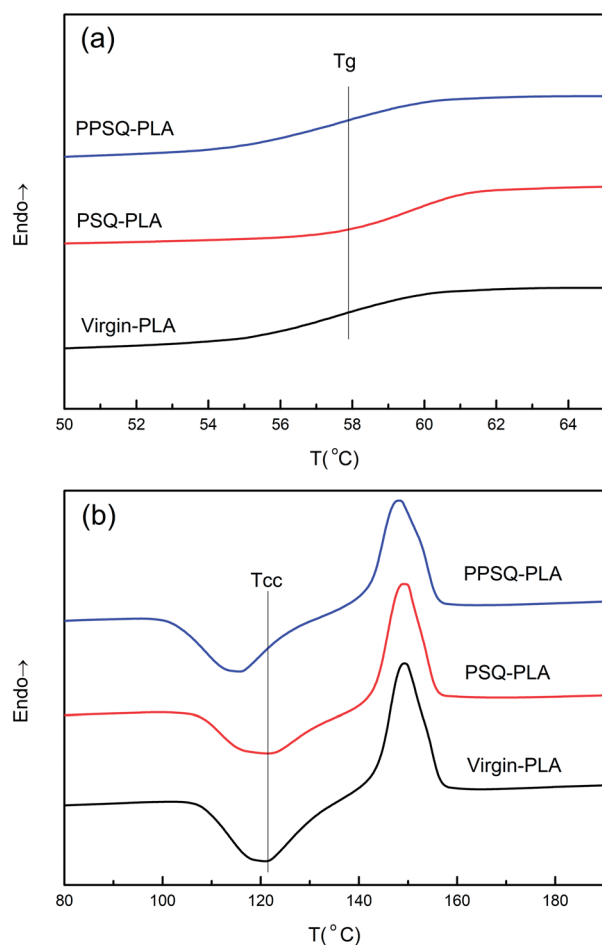 (a)
Tg
PPSQ-PLA
PSQ-PLA
Virgin-PLA
Endo→
50 52 54 56 58 60 62 64
T(°C)
(b)
Tcc
PPSQ-PLA
PSQ-PLA
Virgin-PLA
Endo→
80 100 120 140 160 180
T(°C)